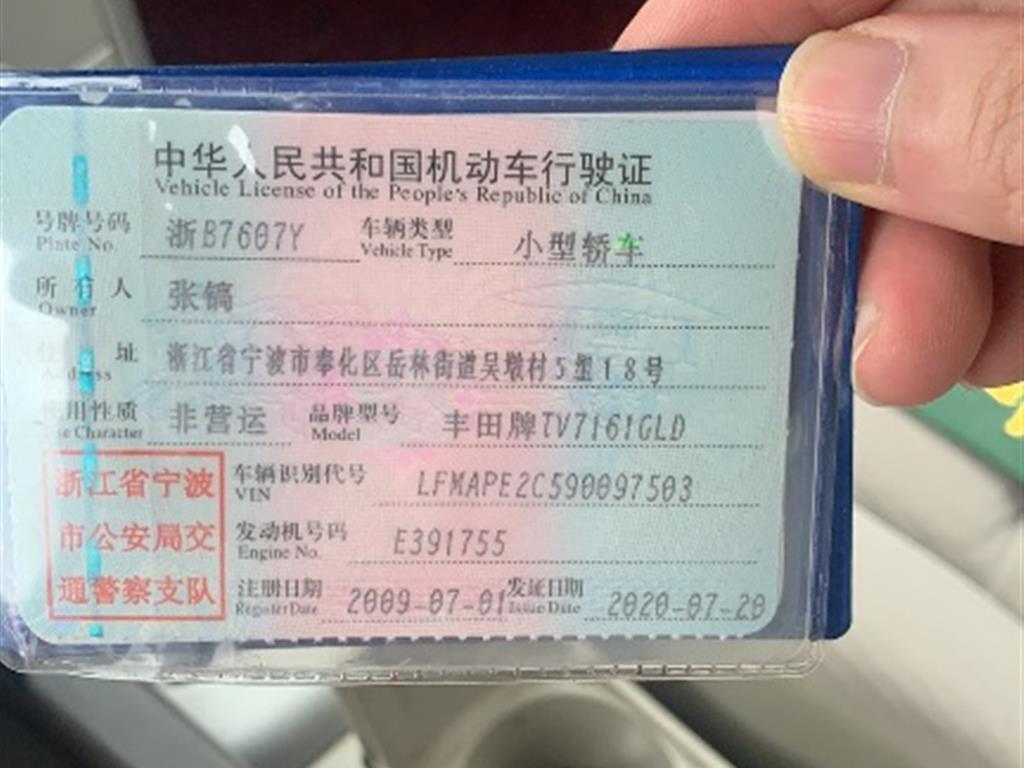 中华人民共和国机动车行驶证
Vehicle License of the People's Republic of China
号牌号码 浙B7607Y 车辆类型 小型轿车
Plate No. Vehicle Type
所有人 张镐
Owner
住址 浙江省宁波市奉化区岳林街道吴墩村5组18号
Address
使用性质 非营运 品牌型号 丰田牌TV7161GLD
Use Character Model
浙江省宁波 车辆识别代号 LFMAPE2C590097503
VIN
市公安局交 发动机号码 E391755
Engine No.
通警察支队 注册日期 2009-07-01 发证日期 2020-07-20
Register Date Issue Date